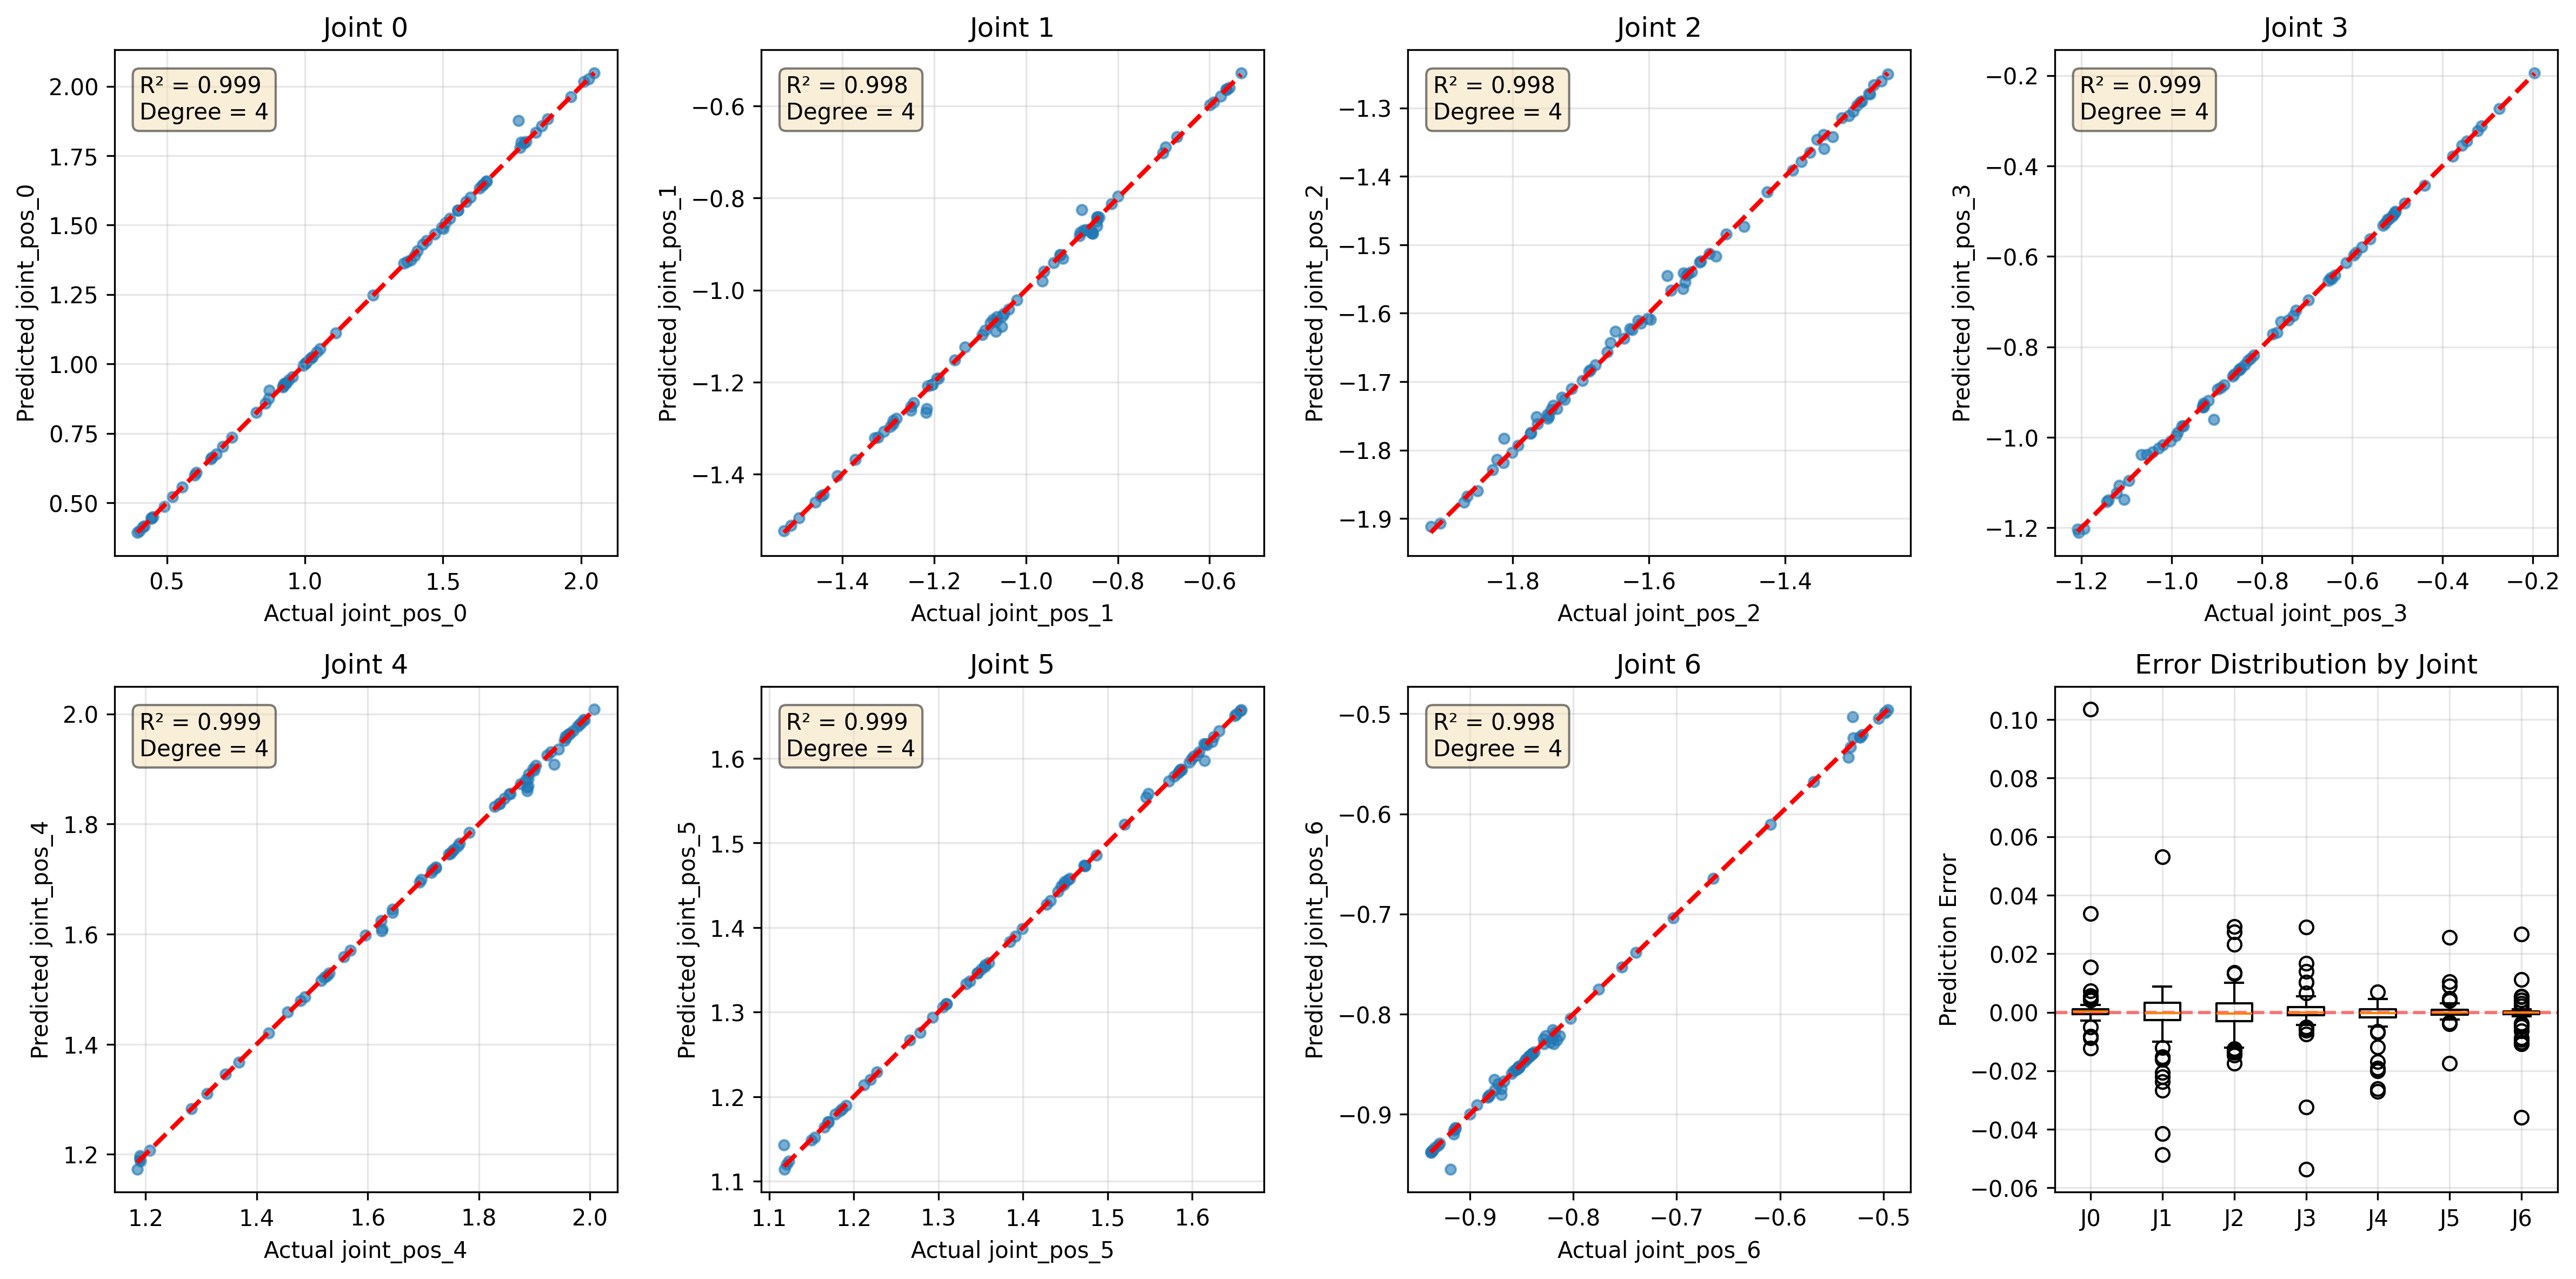 Joint 0
R² = 0.999
Degree = 4
Predicted joint_pos_0
2.00
1.75
1.50
1.25
1.00
0.75
0.50
0.5 1.0 1.5 2.0
Actual joint_pos_0
Joint 1
R² = 0.998
Degree = 4
Predicted joint_pos_1
−0.6
−0.8
−1.0
−1.2
−1.4
−1.4 −1.2 −1.0 −0.8 −0.6
Actual joint_pos_1
Joint 2
R² = 0.998
Degree = 4
Predicted joint_pos_2
−1.3
−1.4
−1.5
−1.6
−1.7
−1.8
−1.9
−1.8 −1.6 −1.4
Actual joint_pos_2
Joint 3
R² = 0.999
Degree = 4
Predicted joint_pos_3
−0.2
−0.4
−0.6
−0.8
−1.0
−1.2
−1.2 −1.0 −0.8 −0.6 −0.4 −0.2
Actual joint_pos_3
Joint 4
R² = 0.999
Degree = 4
Predicted joint_pos_4
2.0
1.8
1.6
1.4
1.2
1.2 1.4 1.6 1.8 2.0
Actual joint_pos_4
Joint 5
R² = 0.999
Degree = 4
Predicted joint_pos_5
1.6
1.5
1.4
1.3
1.2
1.1
1.1 1.2 1.3 1.4 1.5 1.6
Actual joint_pos_5
Joint 6
R² = 0.998
Degree = 4
Predicted joint_pos_6
−0.5
−0.6
−0.7
−0.8
−0.9
−0.9 −0.8 −0.7 −0.6 −0.5
Actual joint_pos_6
Error Distribution by Joint
Prediction Error
0.10
0.08
0.06
0.04
0.02
0.00
−0.02
−0.04
−0.06
J0 J1 J2 J3 J4 J5 J6